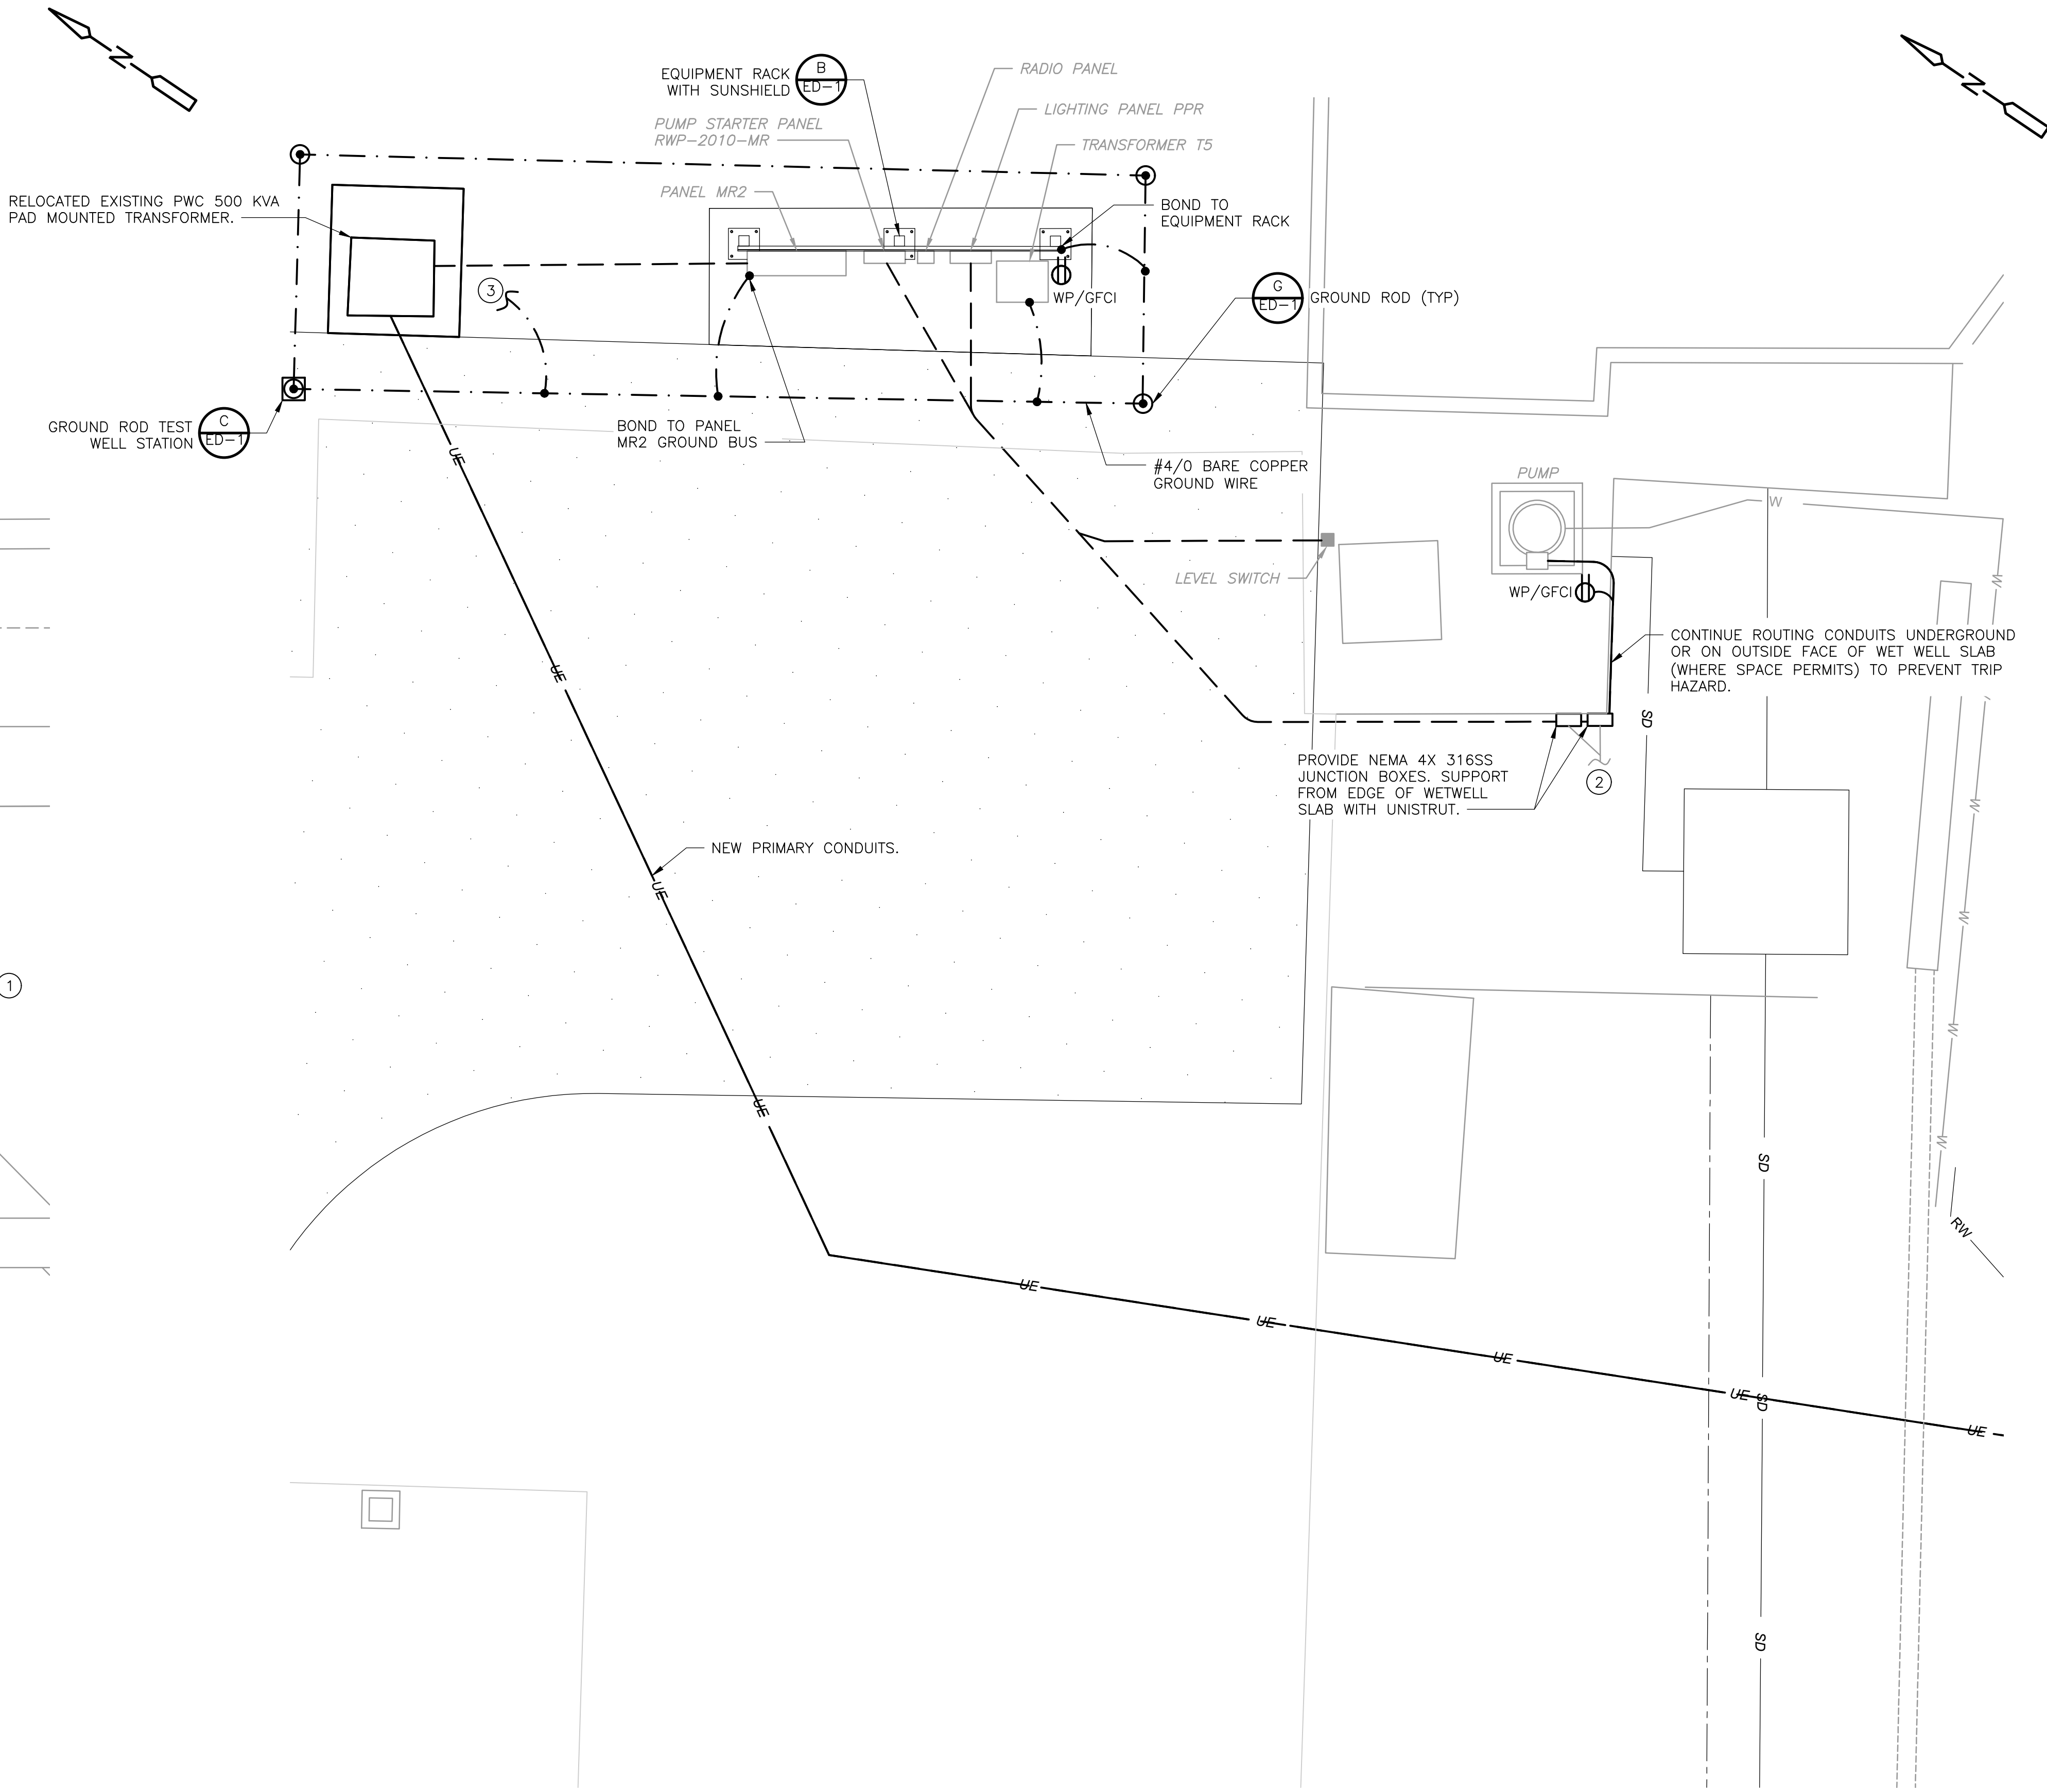 N
N
B
ED-1
EQUIPMENT RACK
WITH SUNSHIELD
RADIO PANEL
LIGHTING PANEL PPR
PUMP STARTER PANEL
RWP-2010-MR
TRANSFORMER T5
PANEL MR2
RELOCATED EXISTING PWC 500 KVA
PAD MOUNTED TRANSFORMER.
BOND TO
EQUIPMENT RACK
3
WP/GFCI
G
ED-1
GROUND ROD (TYP)
GROUND ROD TEST
WELL STATION
C
ED-1
BOND TO PANEL
MR2 GROUND BUS
#4/0 BARE COPPER
GROUND WIRE
UE
PUMP
W
LEVEL SWITCH
WP/GFCI
W
CONTINUE ROUTING CONDUITS UNDERGROUND
OR ON OUTSIDE FACE OF WET WELL SLAB
(WHERE SPACE PERMITS) TO PREVENT TRIP
HAZARD.
UE
SD
PROVIDE NEMA 4X 316SS
JUNCTION BOXES. SUPPORT
FROM EDGE OF WETWELL
SLAB WITH UNISTRUT.
2
W
NEW PRIMARY CONDUITS.
UE
W
1
W
UE
W
SD
RW
UE
UE
UE
UE
SD
UE
SD